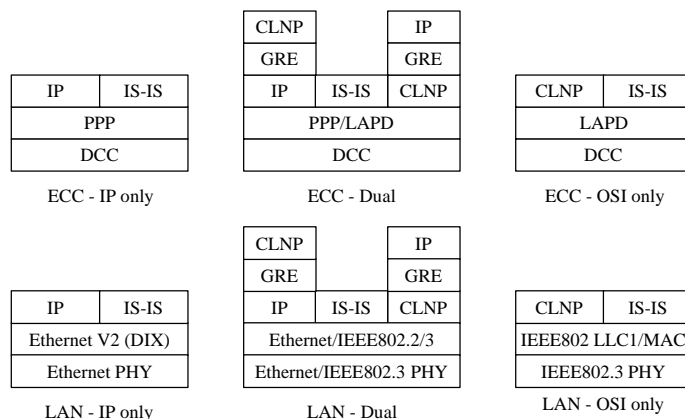 CLNP IP
GRE GRE
IP IS-IS IP IS-IS CLNP CLNP IS-IS
PPP PPP/LAPD LAPD
DCC DCC DCC
ECC - IP only ECC - Dual ECC - OSI only
CLNP IP
GRE GRE
IP IS-IS IP IS-IS CLNP CLNP IS-IS
Ethernet V2 (DIX) Ethernet/IEEE802.2/3 IEEE802 LLC1/MAC
Ethernet PHY Ethernet/IEEE802.3 PHY IEEE802.3 PHY
LAN - IP only LAN - Dual LAN - OSI only